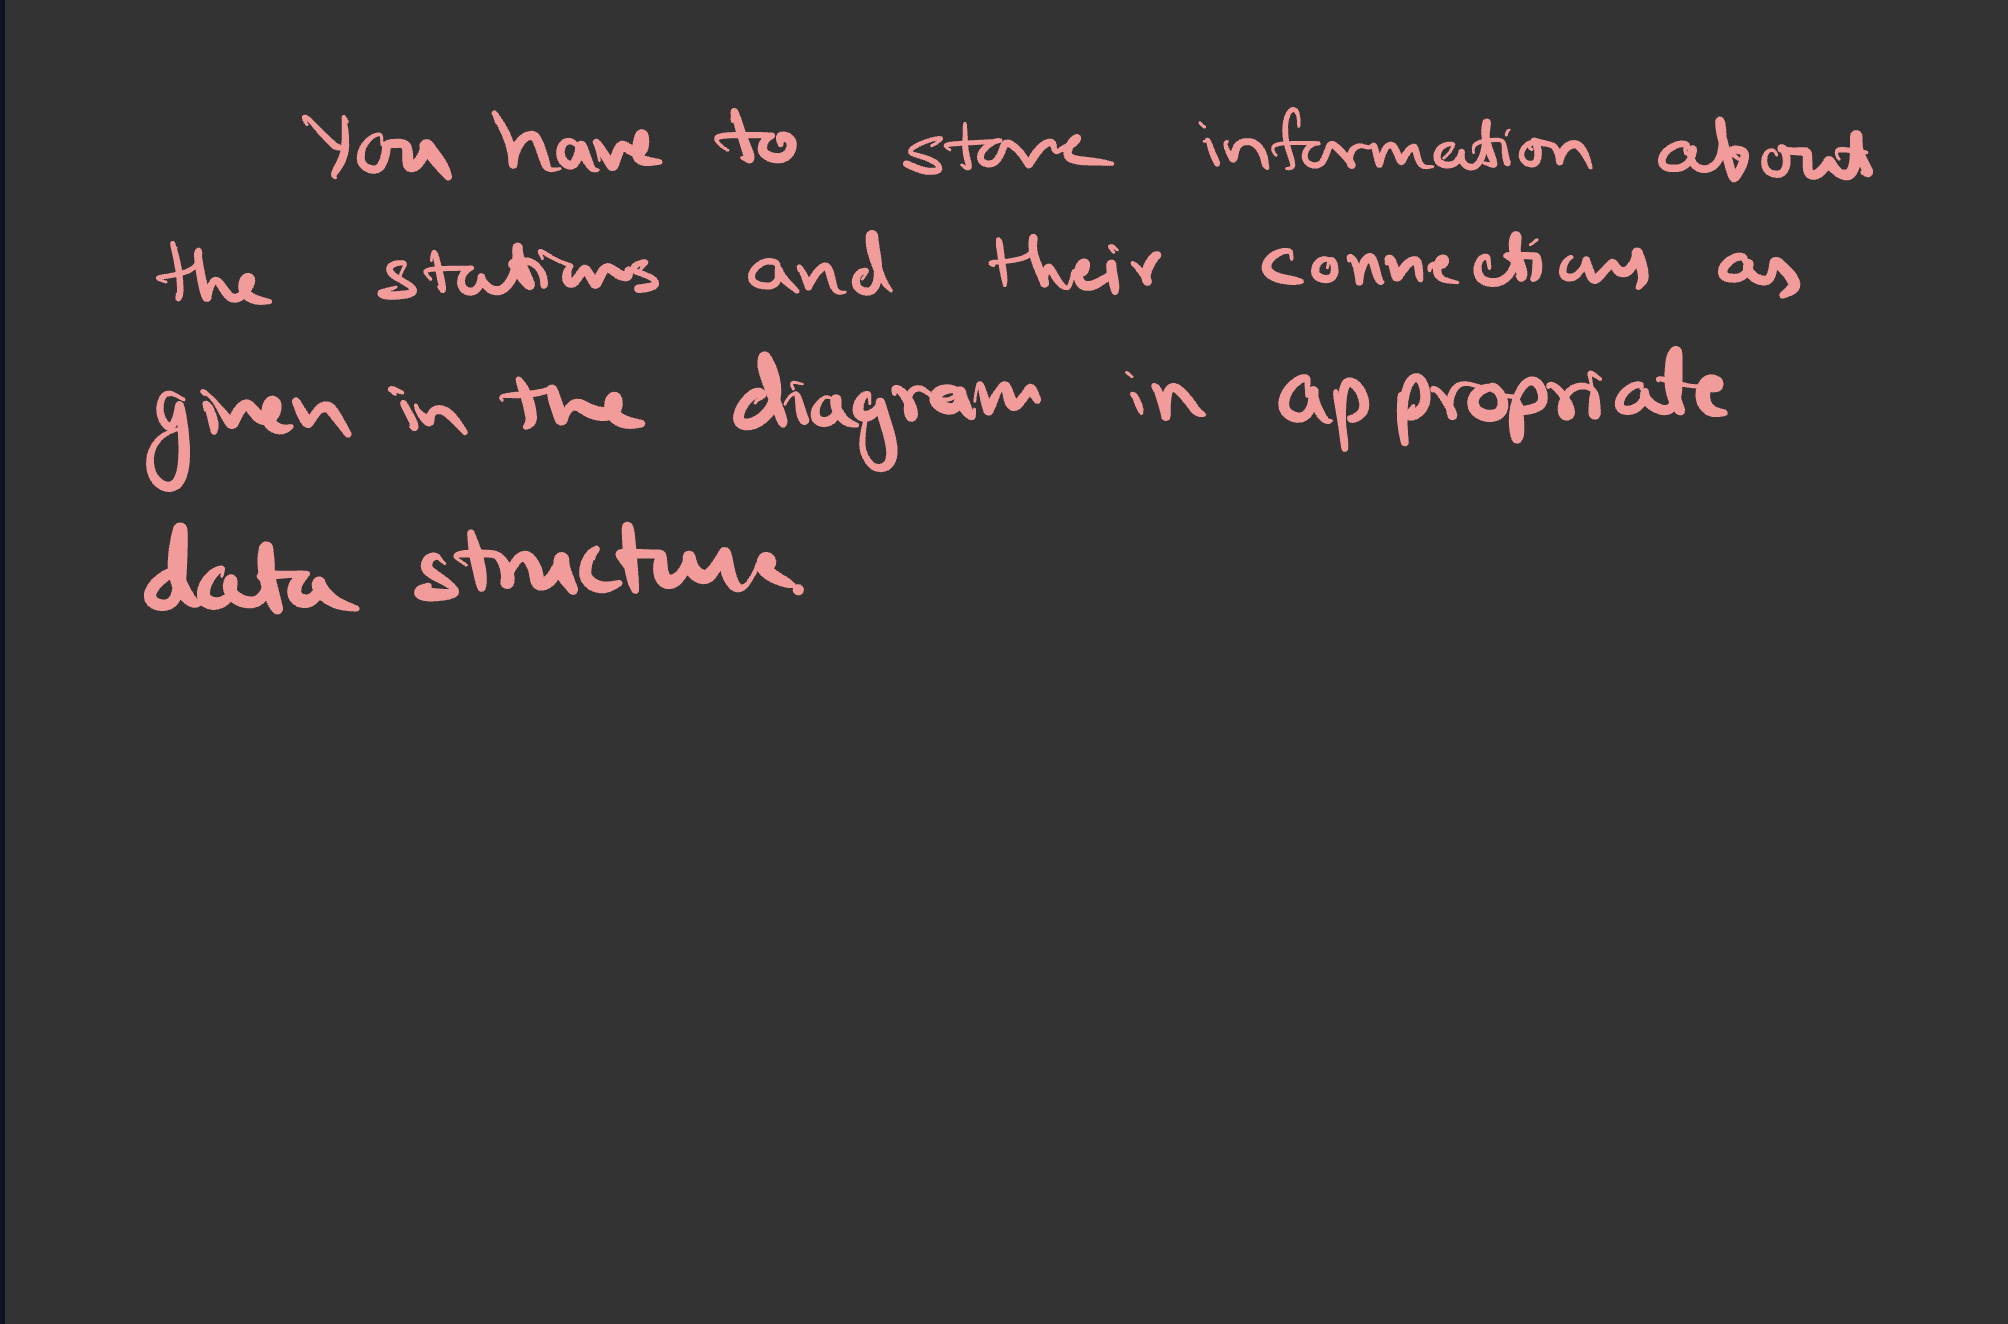 You have to store information about
the stations and their connections as
given in the diagram in appropriate
data structure.